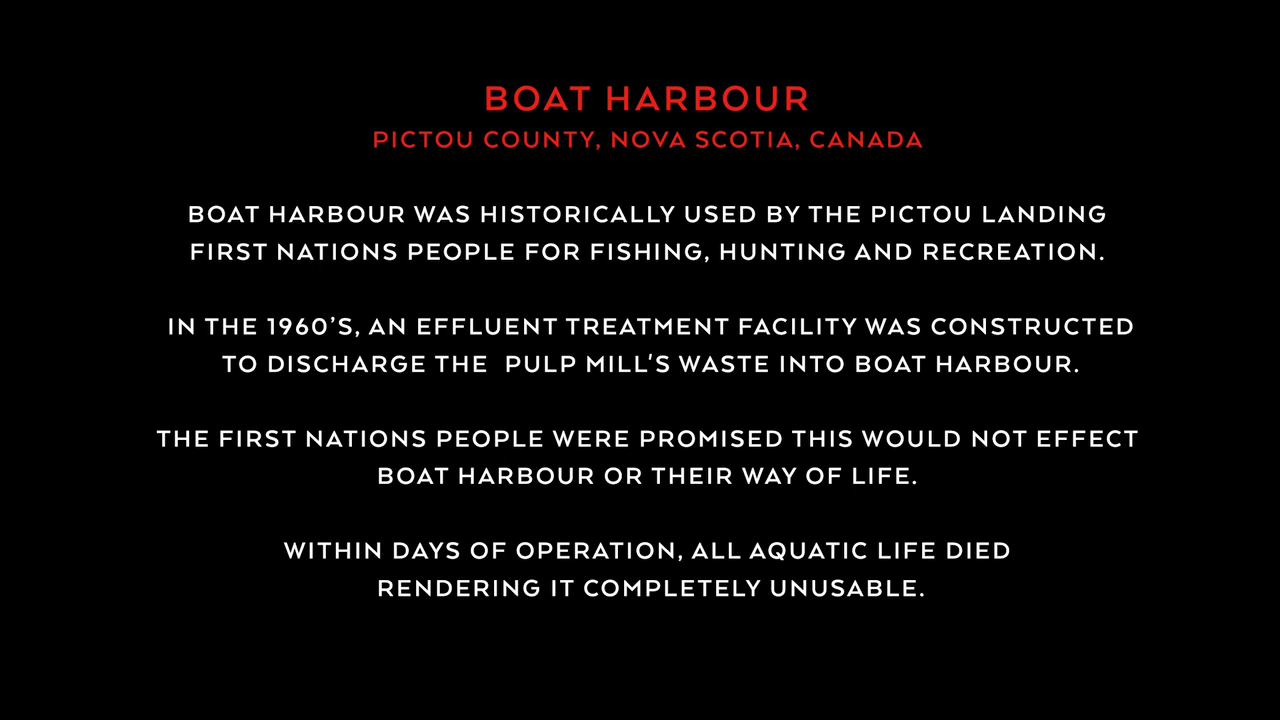 BOAT HARBOUR
PICTOU COUNTY, NOVA SCOTIA, CANADA
BOAT HARBOUR WAS HISTORICALLY USED BY THE PICTOU LANDING
FIRST NATIONS PEOPLE FOR FISHING, HUNTING AND RECREATION.
IN THE 1960’S, AN EFFLUENT TREATMENT FACILITY WAS CONSTRUCTED
TO DISCHARGE THE  PULP MILL'S WASTE INTO BOAT HARBOUR.
THE FIRST NATIONS PEOPLE WERE PROMISED THIS WOULD NOT EFFECT
BOAT HARBOUR OR THEIR WAY OF LIFE.
WITHIN DAYS OF OPERATION, ALL AQUATIC LIFE DIED
RENDERING IT COMPLETELY UNUSABLE.